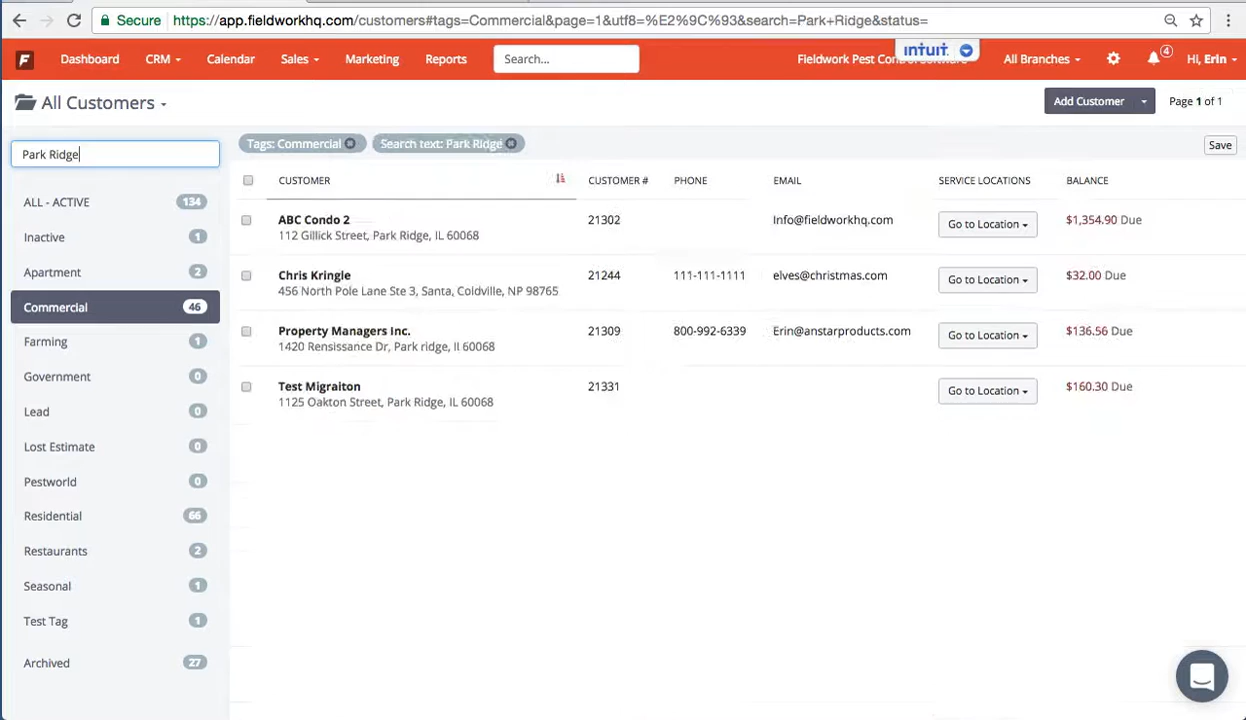 Secure https://app.fieldworkhq.com/customers#tags=Commercial&page=1&utf8=%E2%9C%93&search=Park+Ridge&status=
F Dashboard CRM Calendar Sales Marketing Reports Search... Fieldwork Pest intuit All Branches 4 Hi, Erin
All Customers Add Customer Page 1 of 1
Park Ridge Tags: Commercial Search text: Park Ridge Save
CUSTOMER CUSTOMER # PHONE EMAIL SERVICE LOCATIONS BALANCE
ALL - ACTIVE 134
Inactive 1
Apartment 2
Commercial 46
Farming 1
Government 0
Lead 0
Lost Estimate 0
Pestworld 0
Residential 66
Restaurants 2
Seasonal 1
Test Tag 1
Archived 27
ABC Condo 2 21302 Info@fieldworkhq.com Go to Location $1,354.90 Due
112 Gillick Street, Park Ridge, IL 60068
Chris Kringle 21244 111-111-1111 elves@christmas.com Go to Location $32.00 Due
456 North Pole Lane Ste 3, Santa, Coldville, NP 98765
Property Managers Inc. 21309 800-992-6339 Erin@anstarproducts.com Go to Location $136.56 Due
1420 Rensissance Dr, Park ridge, Il 60068
Test Migraiton 21331 Go to Location $160.30 Due
1125 Oakton Street, Park Ridge, IL 60068